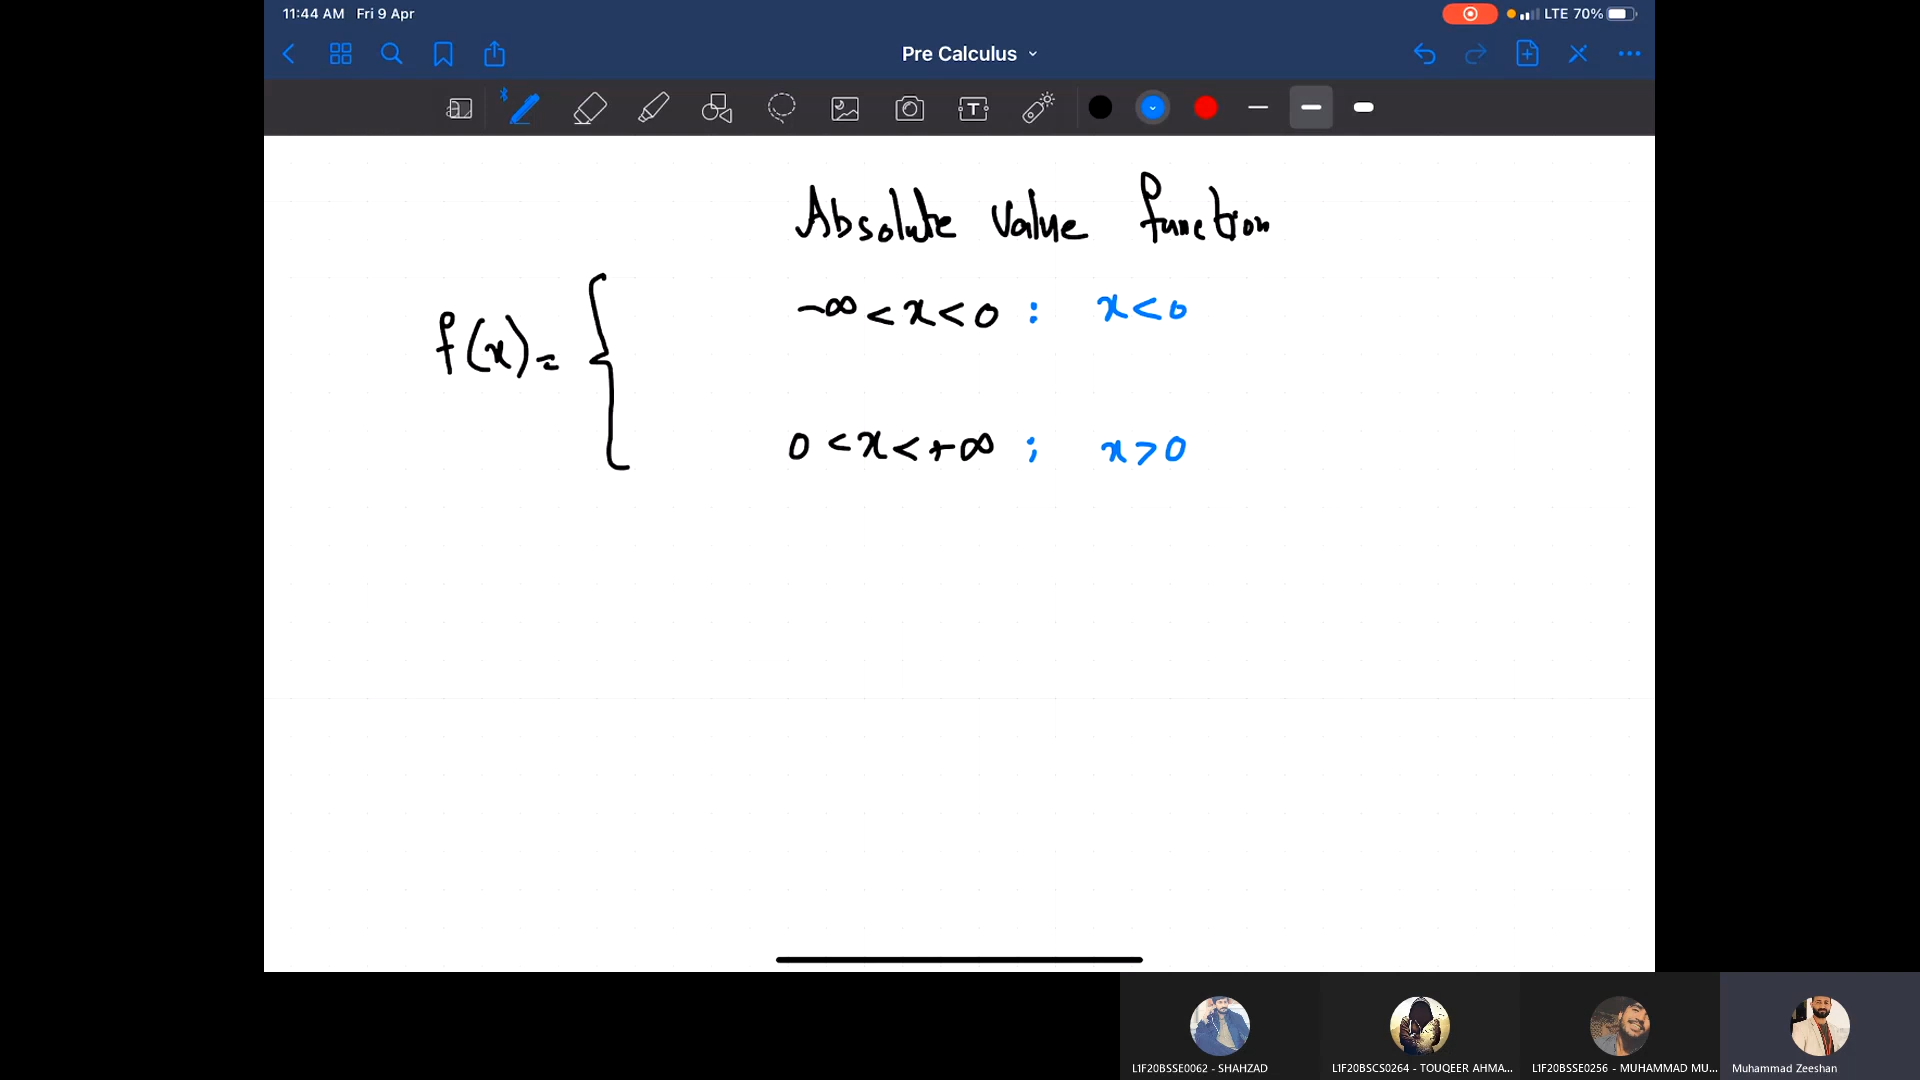 11:44 AM Fri 9 Apr
LTE 70%
Pre Calculus
Absolute value function
-∞ < x < 0 : x < 0
f(x) =
0 < x < +∞ ; x > 0
L1F20BSSE0062 - SHAHZAD
L1F20BSCS0264 - TOUQEER AHMA...
L1F20BSSE0256 - MUHAMMAD MU...
Muhammad Zeeshan